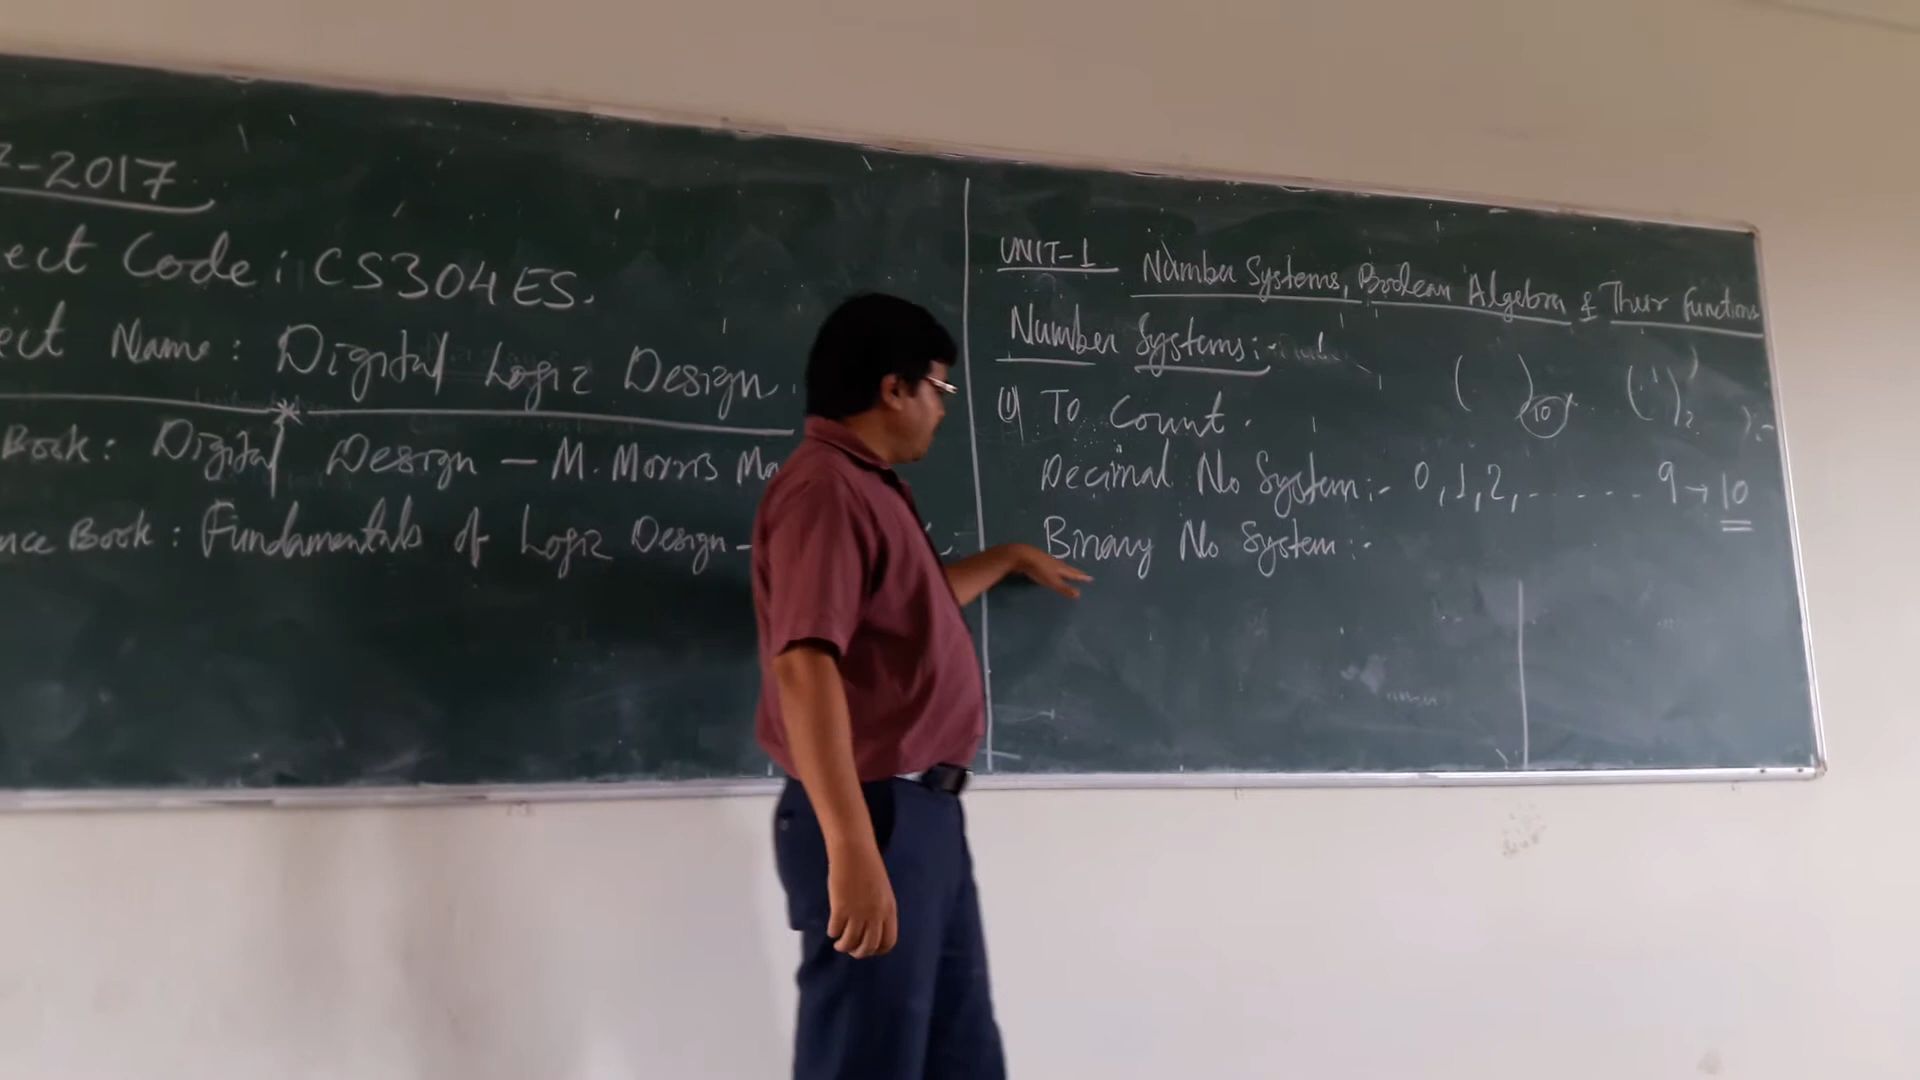 -2017
ect Code: CS304ES.
ect Name: Digital Logic Design.
Book: Digital Design - M. Morris Ma
nce Book: Fundamentals of Logic Design -
UNIT-1 Number Systems, Boolean Algebra & Their Functions
Number Systems:-
( )10 ( )2
(1) To Count.
Decimal No System:- 0,1,2,...... 9 → 10
Binary No System:-